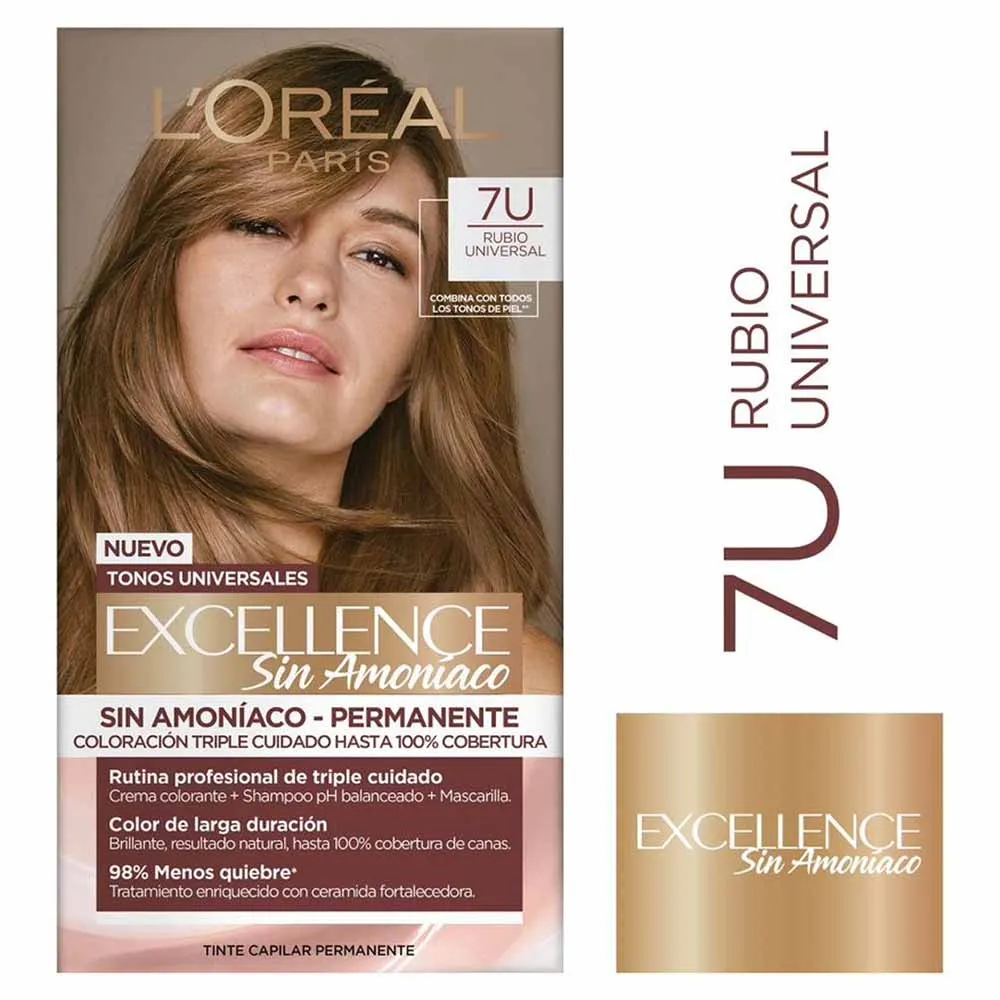 L'ORÉAL
PARÍS
7U
RUBIO
UNIVERSAL
COMBINA CON TODOS
LOS TONOS DE PIEL**
NUEVO
TONOS UNIVERSALES
EXCELLENCE
Sin Amoníaco
SIN AMONÍACO - PERMANENTE
COLORACIÓN TRIPLE CUIDADO HASTA 100% COBERTURA
Rutina profesional de triple cuidado
Crema colorante + Shampoo pH balanceado + Mascarilla.
Color de larga duración
Brillante, resultado natural, hasta 100% cobertura de canas.
98% Menos quiebre*
Tratamiento enriquecido con ceramida fortalecedora.
TINTE CAPILAR PERMANENTE
7U
RUBIO
UNIVERSAL
EXCELLENCE
Sin Amoníaco